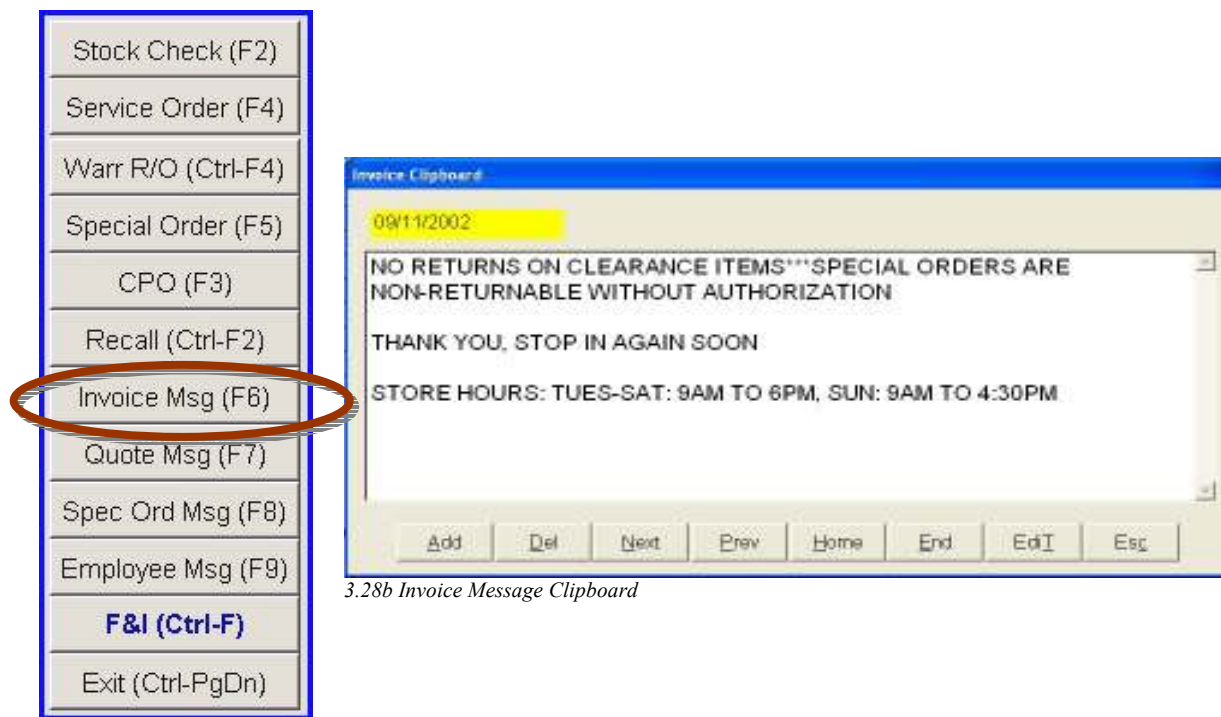 Stock Check (F2)
Service Order (F4)
Warr R/O (Ctrl-F4)
Special Order (F5)
CPO (F3)
Recall (Ctrl-F2)
Invoice Msg (F6)
Quote Msg (F7)
Spec Ord Msg (F8)
Employee Msg (F9)
F&I (Ctrl-F)
Exit (Ctrl-PgDn)
Invoice Clipboard
09/11/2002
NO RETURNS ON CLEARANCE ITEMS***SPECIAL ORDERS ARE
NON-RETURNABLE WITHOUT AUTHORIZATION
THANK YOU, STOP IN AGAIN SOON
STORE HOURS: TUES-SAT: 9AM TO 6PM, SUN: 9AM TO 4:30PM
Add Del Next Prev Home End EdiT Esc
3.28b Invoice Message Clipboard